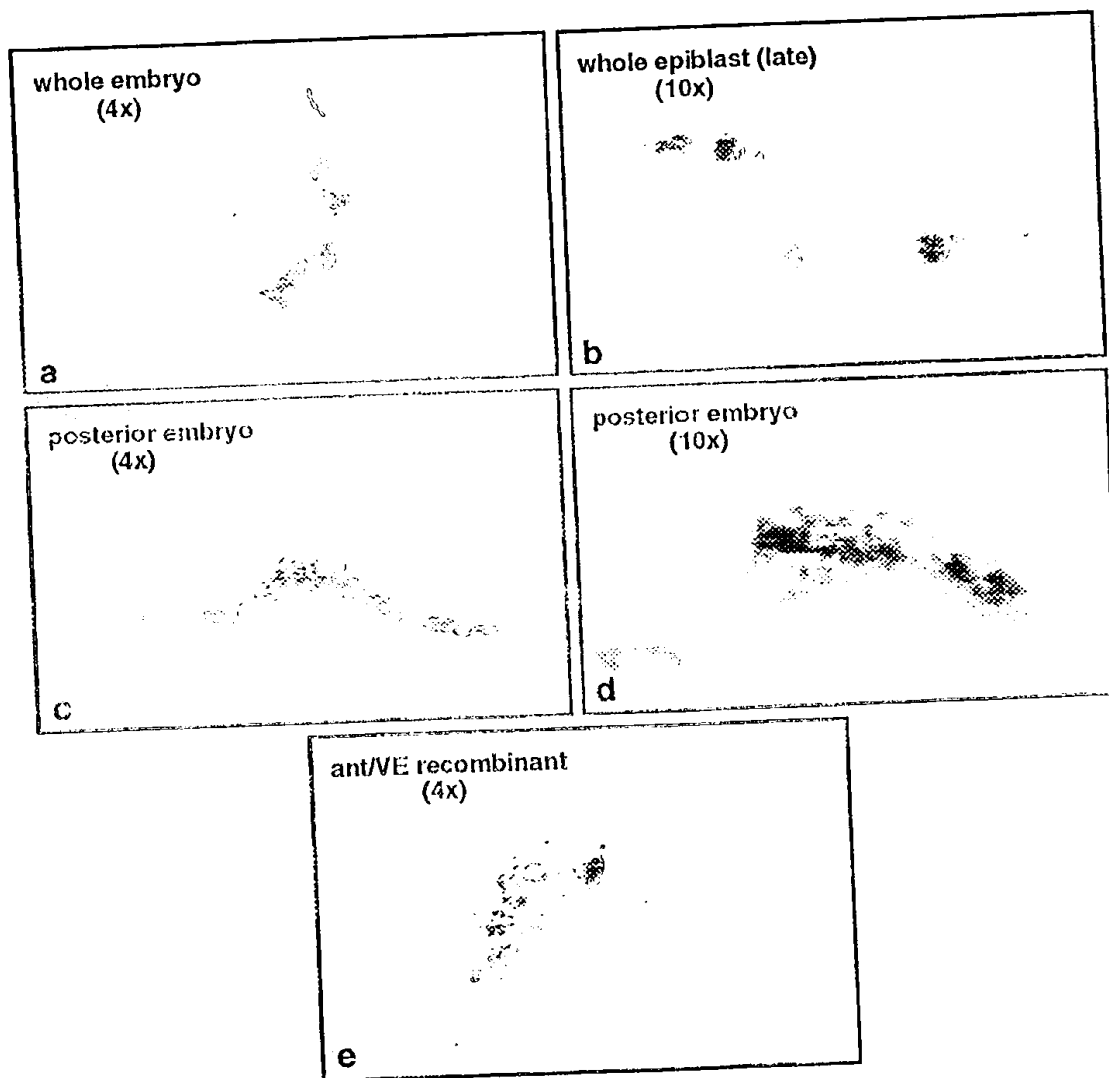 whole embryo
(4x)
a
whole epiblast (late)
(10x)
b
posterior embryo
(4x)
c
posterior embryo
(10x)
d
ant/VE recombinant
(4x)
e